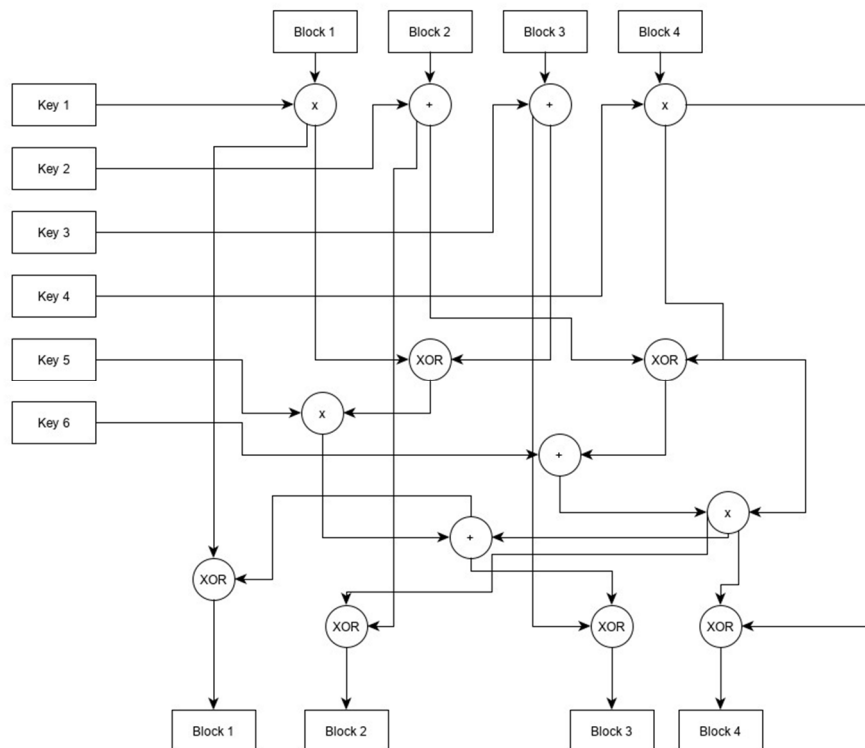 Block 1
Block 2
Block 3
Block 4
Key 1
x
+
+
x
Key 2
Key 3
Key 4
Key 5
XOR
XOR
Key 6
x
+
x
+
XOR
XOR
XOR
XOR
Block 1
Block 2
Block 3
Block 4